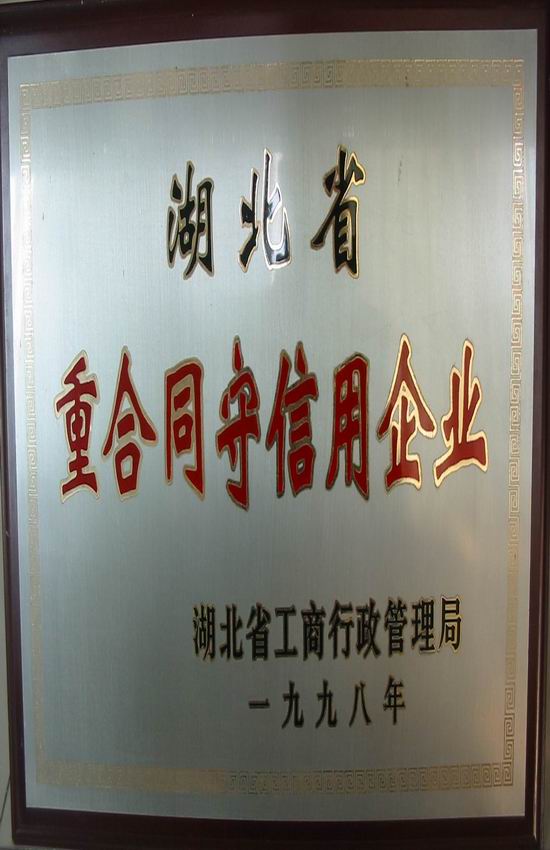 湖北省
重合同守信用企业
湖北省工商行政管理局
一九九八年